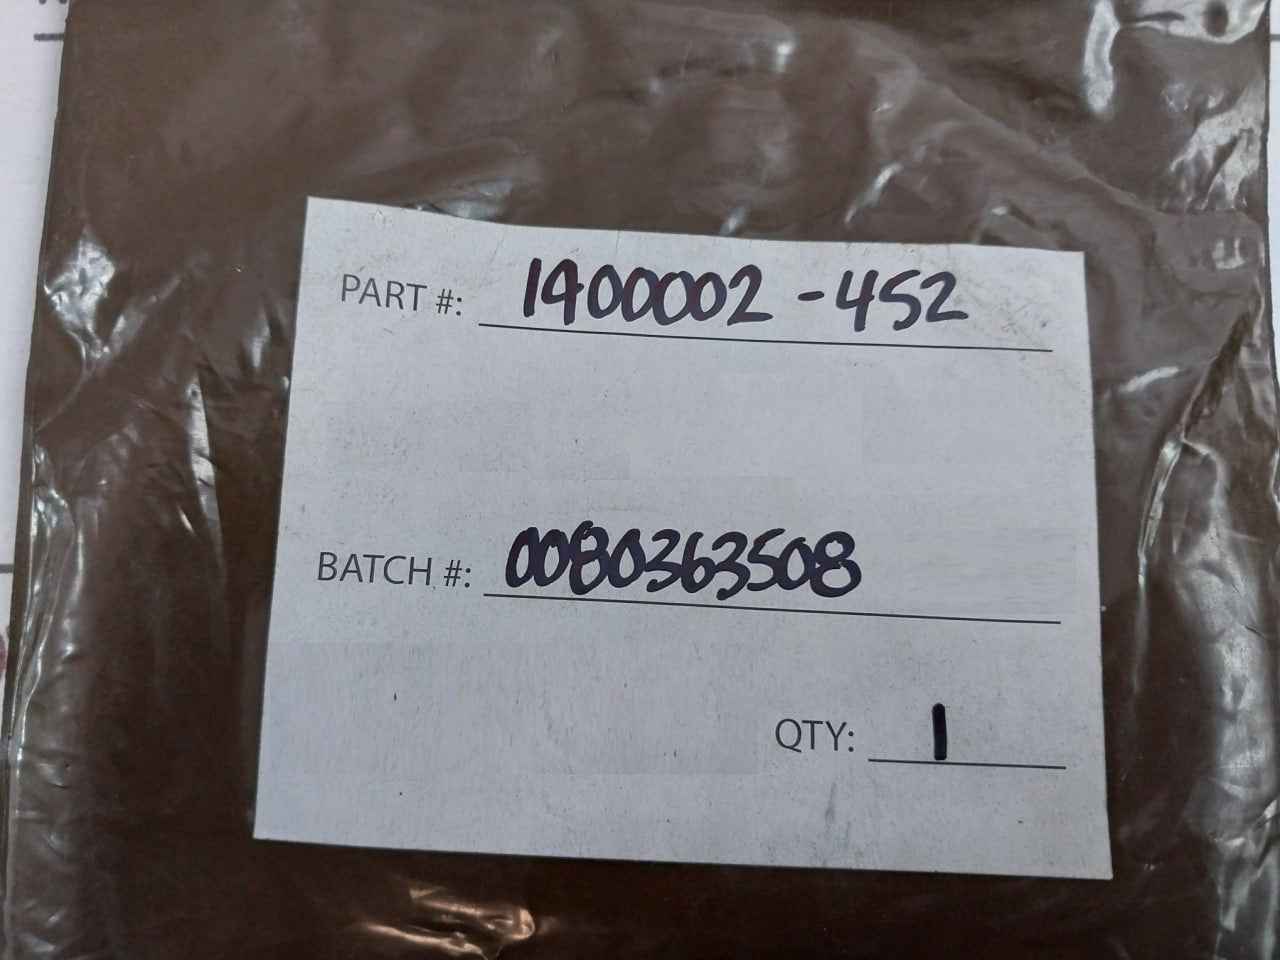 PART #: 1400002-452
BATCH #: 0080363508
QTY: 1